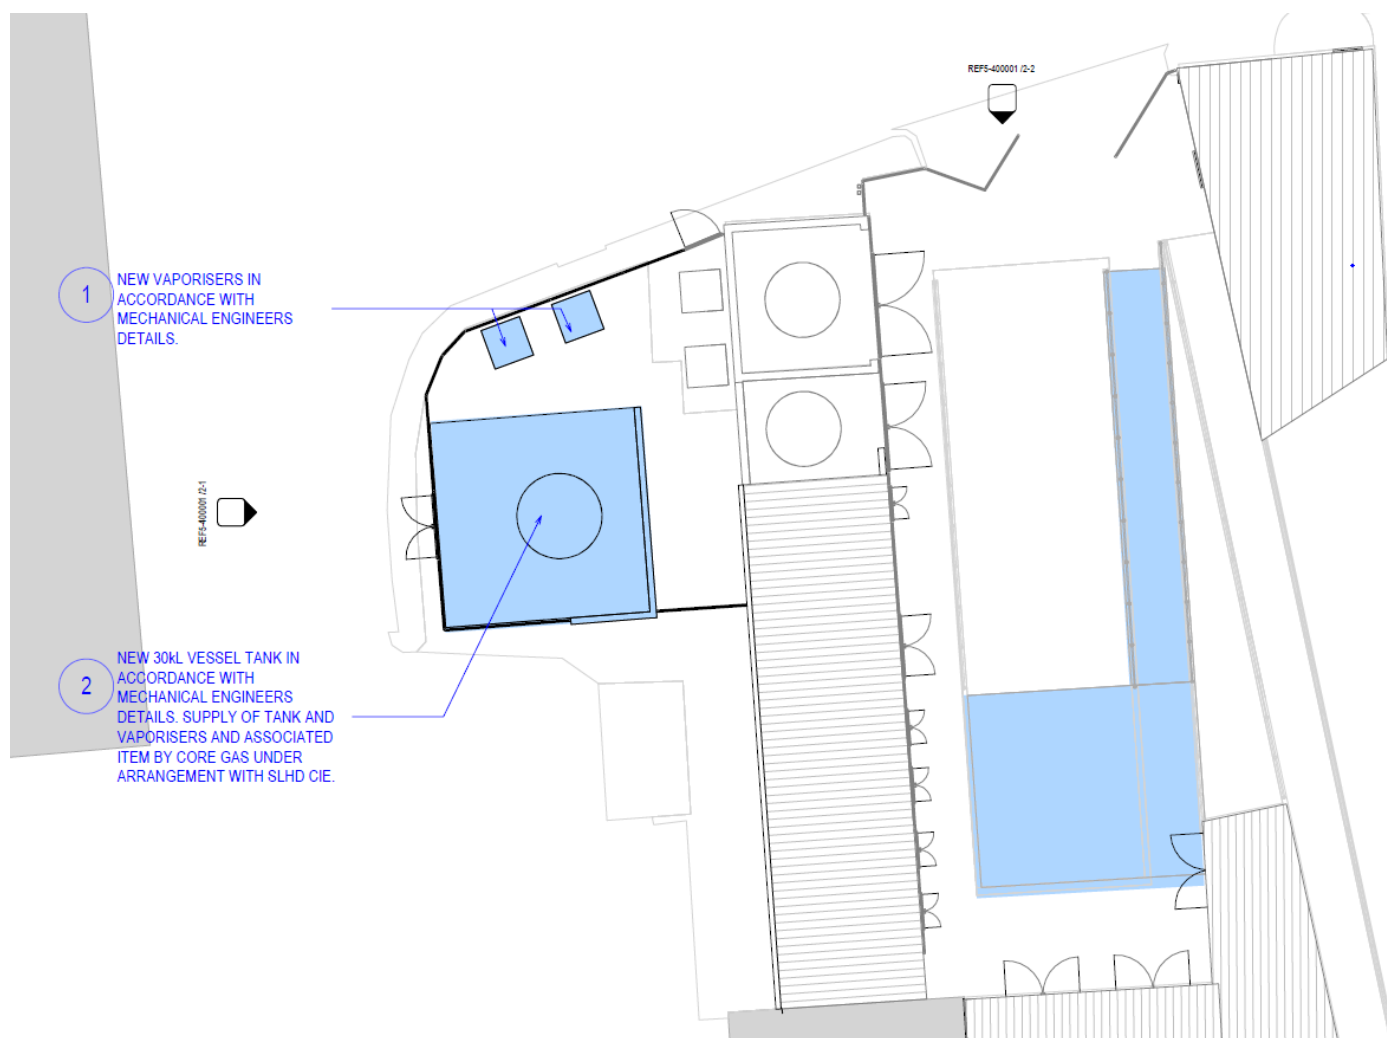 REF5-400001 /2-2
1
NEW VAPORISERS IN
ACCORDANCE WITH
MECHANICAL ENGINEERS
DETAILS.
REF5-400001 /2-1
2
NEW 30kL VESSEL TANK IN
ACCORDANCE WITH
MECHANICAL ENGINEERS
DETAILS. SUPPLY OF TANK AND
VAPORISERS AND ASSOCIATED
ITEM BY CORE GAS UNDER
ARRANGEMENT WITH SLHD CIE.